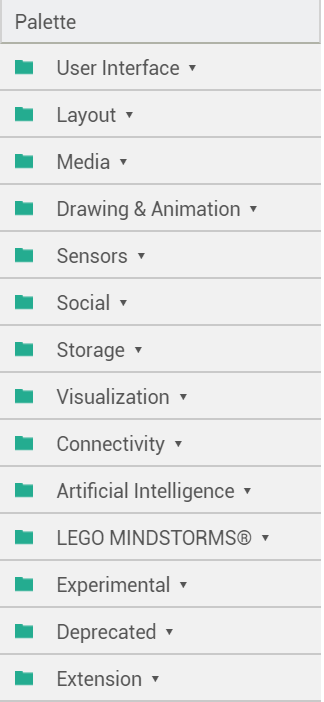 Palette
User Interface
Layout
Media
Drawing & Animation
Sensors
Social
Storage
Visualization
Connectivity
Artificial Intelligence
LEGO MINDSTORMS®
Experimental
Deprecated
Extension